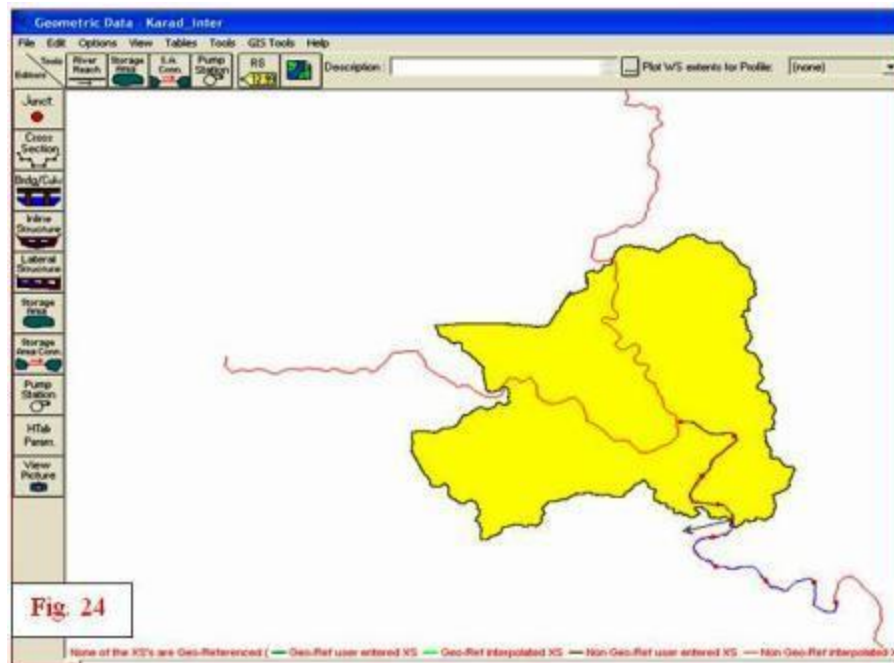 Geometric Data - Karad_Inter
File Edit Options View Tables Tools GIS Tools Help
Tools
Editors
River Reach
Storage Area
S.A. Conn.
Pump Station
RS
Description :
...
Plot WS extents for Profile:
(none)
Junct.
Cross Section
Brdg/Culv
Inline Structure
Lateral Structure
Storage Area
Storage Area Conn.
Pump Station
HTab Param.
View Picture
Fig. 24
None of the XS's are Geo-Referenced ( — Geo-Ref user entered XS — Geo-Ref interpolated XS — Non Geo-Ref user entered XS — Non Geo-Ref interpolated